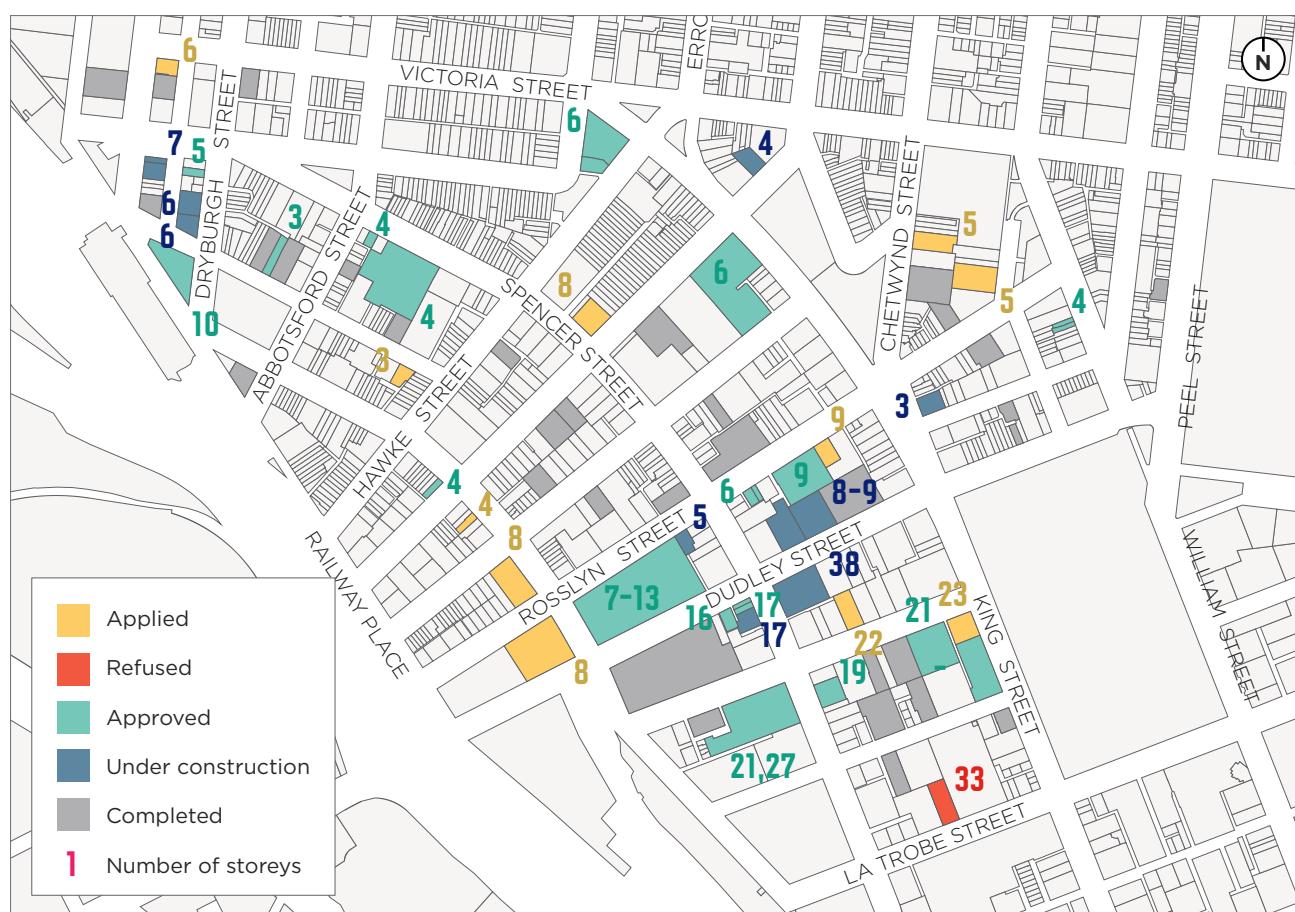 ERRO
N
6
VICTORIA STREET
6
7
5
4
STREET
6
6
DRYBURGH
3
4
10
ABBOTSFORD STREET
4
CHETWYND STREET
5
5
4
8
6
SPENCER STREET
3
HAWKE STREET
PEEL STREET
3
9
4
4
6
9
8-9
8
5
ROSSLYN STREET
RAILWAY PLACE
DUDLEY STREET
38
WILLIAM STREET
7-13
16
17
17
21
23
KING STREET
22
8
19
-
21,27
33
LA TROBE STREET
Applied
Refused
Approved
Under construction
Completed
1 Number of storeys